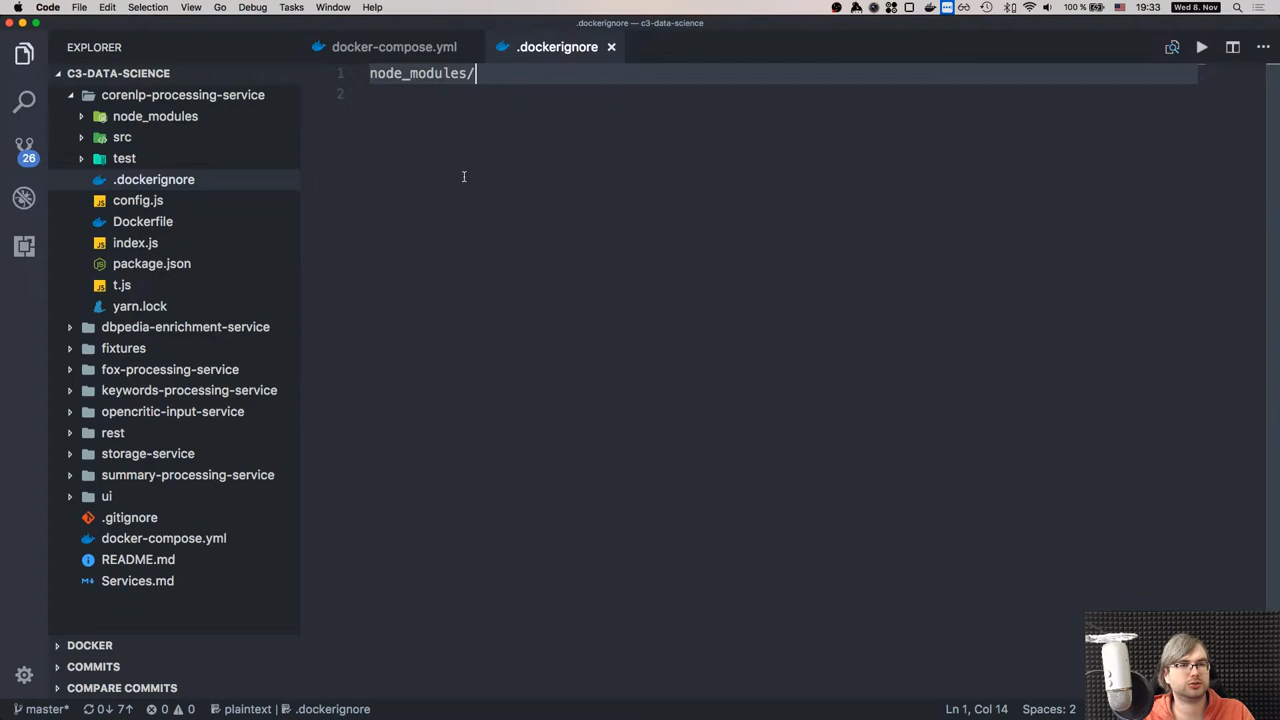 Code File Edit Selection View Go Debug Tasks Window Help 100 % 19:33 Wed 8. Nov
.dockerignore — c3-data-science
EXPLORER
docker-compose.yml
.dockerignore
C3-DATA-SCIENCE
corenlp-processing-service
node_modules
src
test
.dockerignore
config.js
Dockerfile
index.js
package.json
t.js
yarn.lock
dbpedia-enrichment-service
fixtures
fox-processing-service
keywords-processing-service
opencritic-input-service
rest
storage-service
summary-processing-service
ui
.gitignore
docker-compose.yml
README.md
Services.md
DOCKER
COMMITS
COMPARE COMMITS
26
1 node_modules/
2
master* 0↓ 7↑ 0 0 plaintext | .dockerignore
Ln 1, Col 14 Spaces: 2